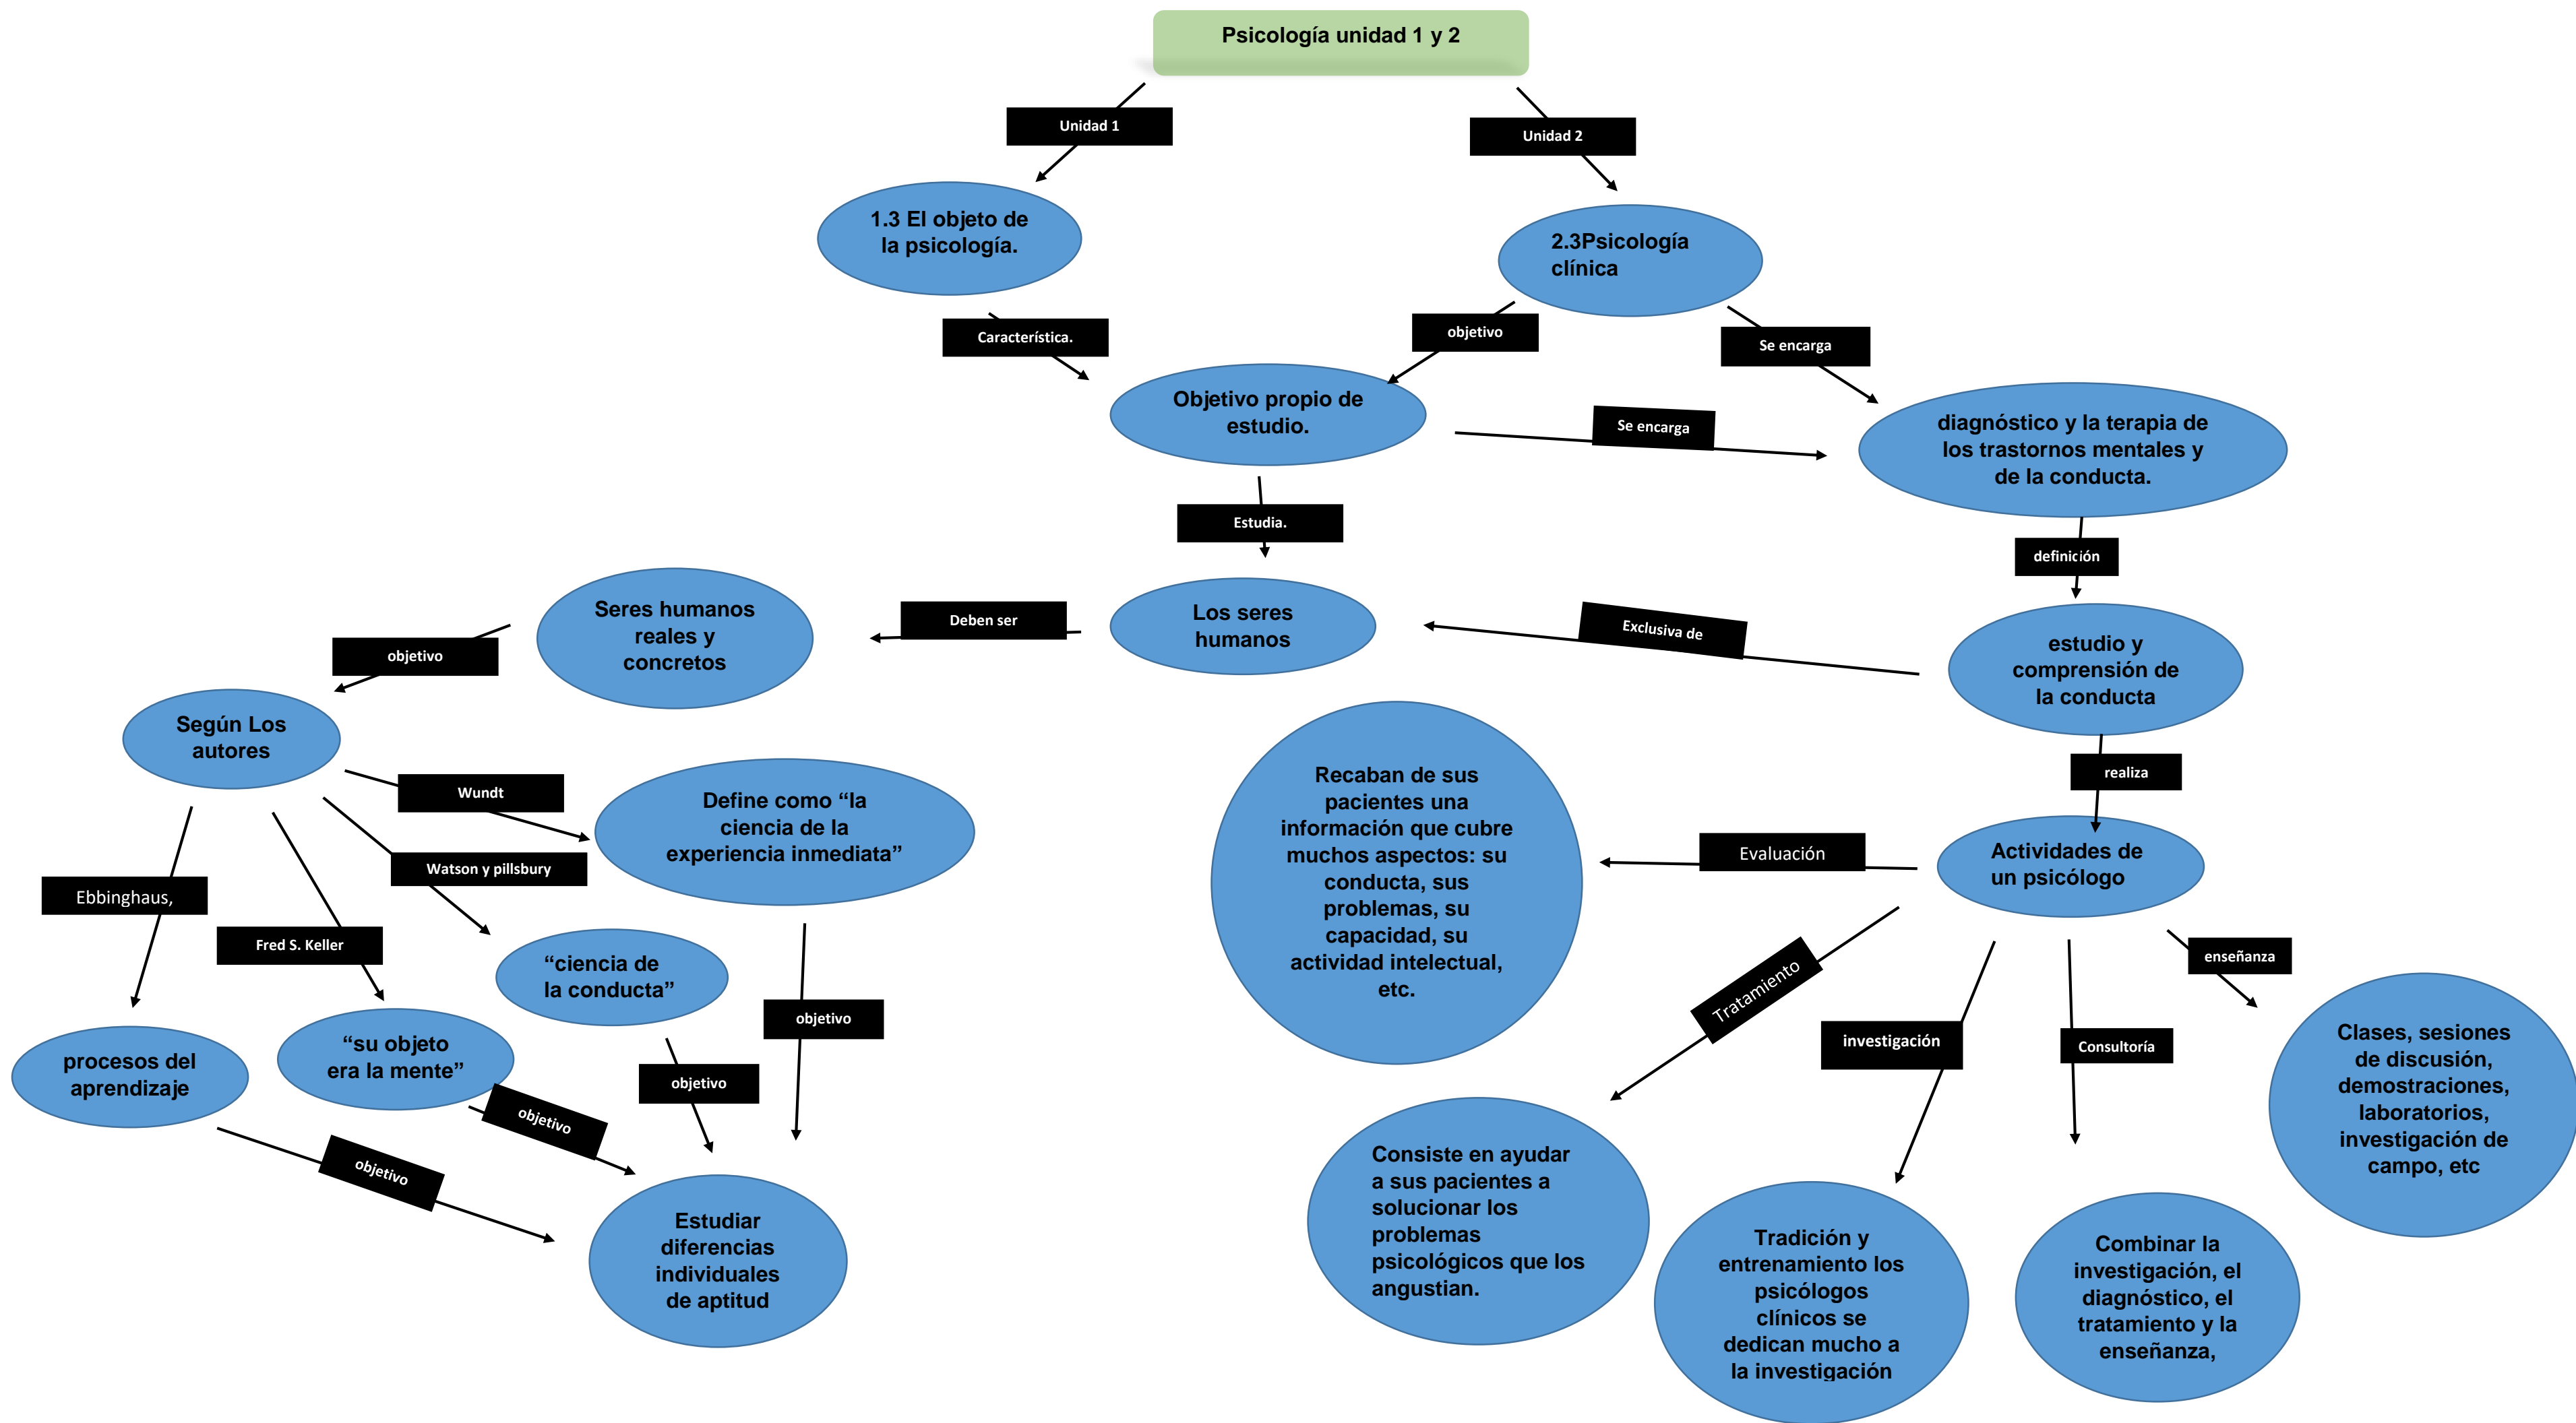 Psicología unidad 1 y 2
Unidad 1
Unidad 2
1.3 El objeto de
la psicología.
2.3Psicología
clínica
Característica.
objetivo
Se encarga
Objetivo propio de
estudio.
Se encarga
diagnóstico y la terapia de
los trastornos mentales y
de la conducta.
Estudia.
definición
Seres humanos
reales y
concretos
Deben ser
Los seres
humanos
Exclusiva de
estudio y
comprensión de
la conducta
objetivo
Según Los
autores
realiza
Wundt
Define como “la
ciencia de la
experiencia inmediata”
Recaban de sus
pacientes una
información que cubre
muchos aspectos: su
conducta, sus
problemas, su
capacidad, su
actividad intelectual,
etc.
Evaluación
Actividades de
un psicólogo
Watson y pillsbury
Ebbinghaus,
Fred S. Keller
“ciencia de
la conducta”
objetivo
Tratamiento
investigación
Consultoría
enseñanza
procesos del
aprendizaje
“su objeto
era la mente”
objetivo
objetivo
objetivo
Clases, sesiones
de discusión,
demostraciones,
laboratorios,
investigación de
campo, etc
Estudiar
diferencias
individuales
de aptitud
Consiste en ayudar
a sus pacientes a
solucionar los
problemas
psicológicos que los
angustian.
Tradición y
entrenamiento los
psicólogos
clínicos se
dedican mucho a
la investigación
Combinar la
investigación, el
diagnóstico, el
tratamiento y la
enseñanza,